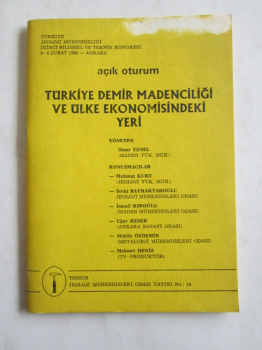 TÜRKİYE
JEOLOJİ MÜHENDİSLİĞİ
İKİNCİ BİLİMSEL VE TEKNİK KONGRESİ
4-8 ŞUBAT 1980 — ANKARA
açık oturum
TÜRKİYE DEMİR MADENCİLİĞİ
VE ÜLKE EKONOMİSİNDEKİ
YERİ
YÖNETEN
Ömer YENEL
(MADEN YÜK. MÜH.)
KONUŞMACILAR
— Mehmet KURT
(JEOLOJİ YÜK. MÜH.)
— Şevki BAYRAKTAROĞLU
JEOLOJİ MÜHENDİSLERİ ODASI)
— İsmail KIROĞLU
(MADEN MÜHENDİSLERİ ODASI)
— Uğur KESER
(ANKARA SANAYİ ODASI)
— Muhlis ÖZDEMİR
(METALURJİ MÜHENDİSLERİ ODASI)
— Mehmet DENİZ
(TV - PRODÜKTÖR)
TMMOB
JEOLOJİ MÜHENDİSLERİ ODASI YAYINI No: 14